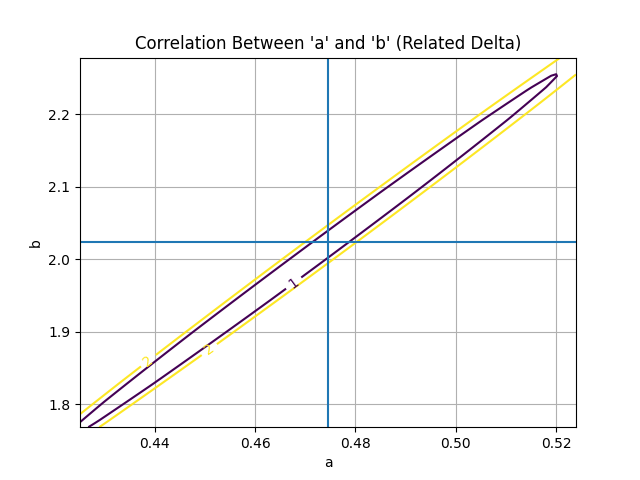 Correlation Between 'a' and 'b' (Related Delta)
2.2
2.1
2.0
1.9
1.8
b
1
2
2
0.44 0.46 0.48 0.50 0.52
a